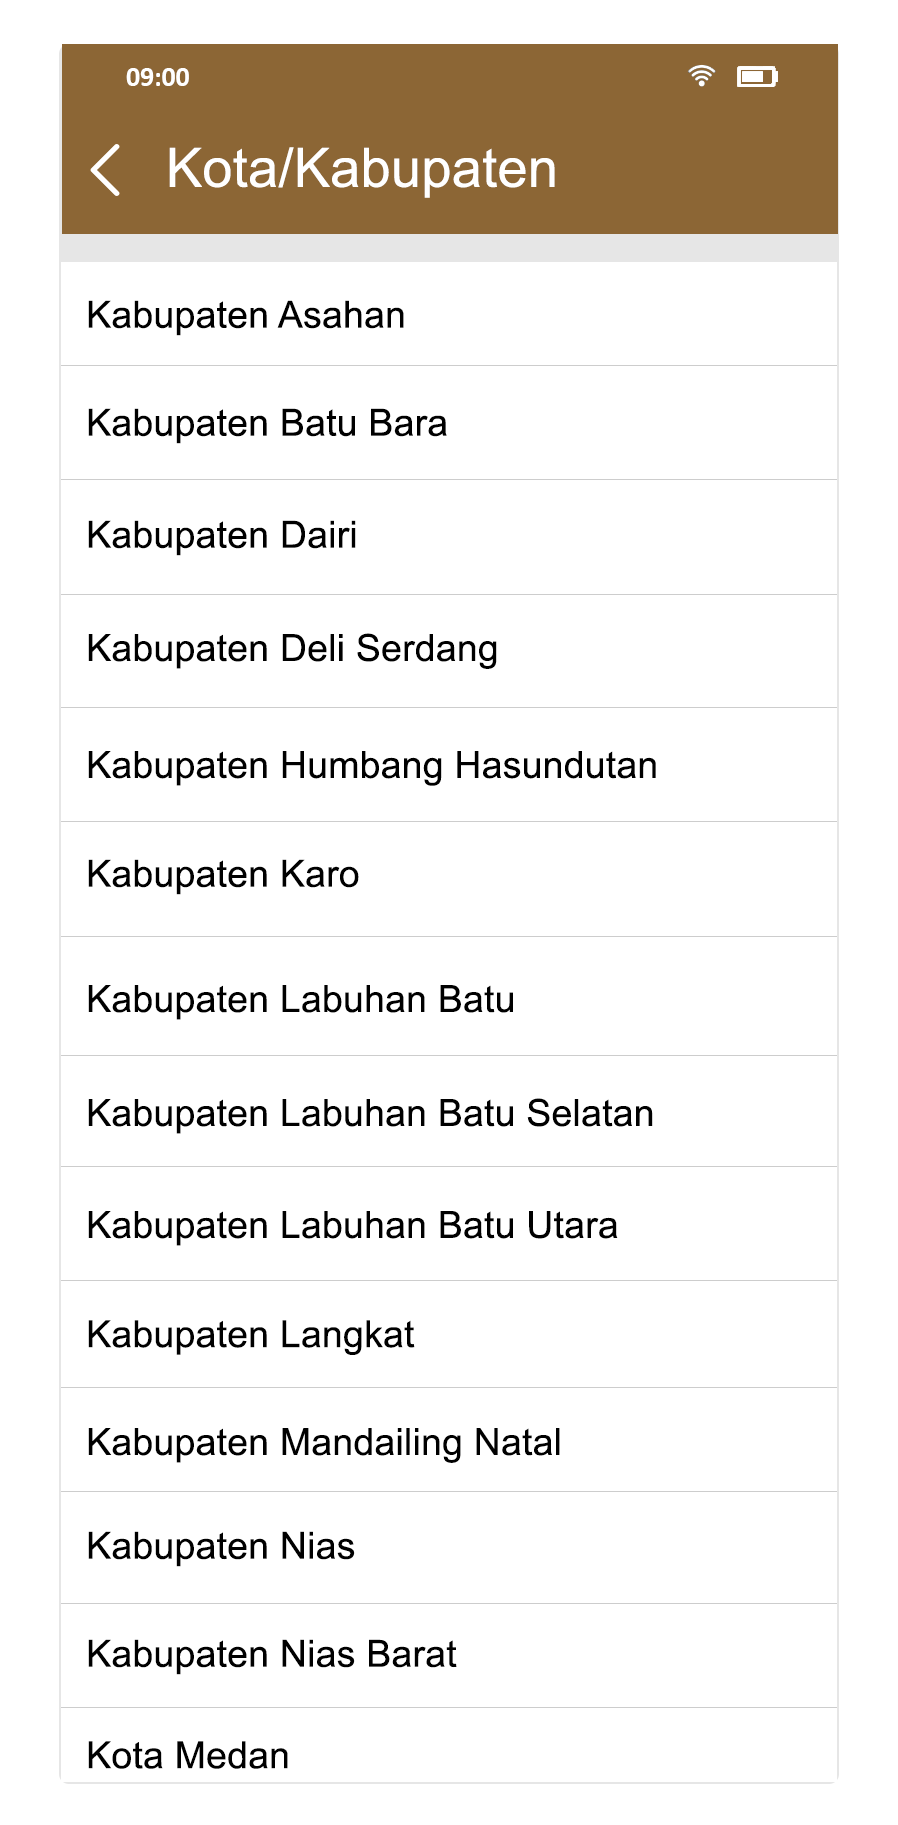 09:00
Kota/Kabupaten
Kabupaten Asahan
Kabupaten Batu Bara
Kabupaten Dairi
Kabupaten Deli Serdang
Kabupaten Humbang Hasundutan
Kabupaten Karo
Kabupaten Labuhan Batu
Kabupaten Labuhan Batu Selatan
Kabupaten Labuhan Batu Utara
Kabupaten Langkat
Kabupaten Mandailing Natal
Kabupaten Nias
Kabupaten Nias Barat
Kota Medan